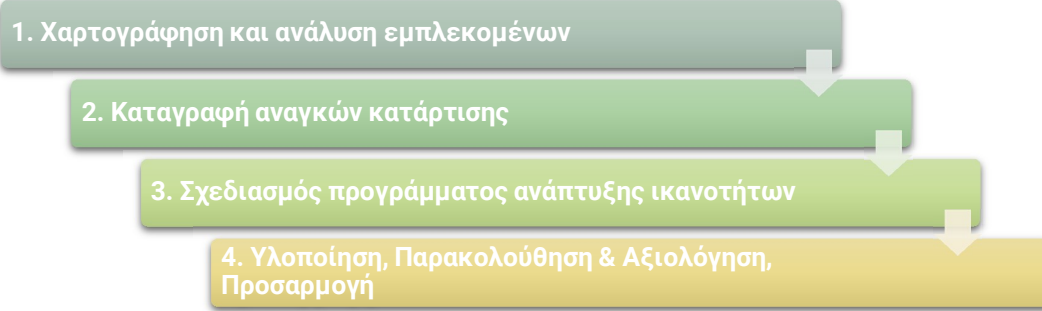 1. Χαρτογράφηση και ανάλυση εμπλεκομένων
2. Καταγραφή αναγκών κατάρτισης
3. Σχεδιασμός προγράμματος ανάπτυξης ικανοτήτων
4. Υλοποίηση, Παρακολούθηση & Αξιολόγηση,
Προσαρμογή